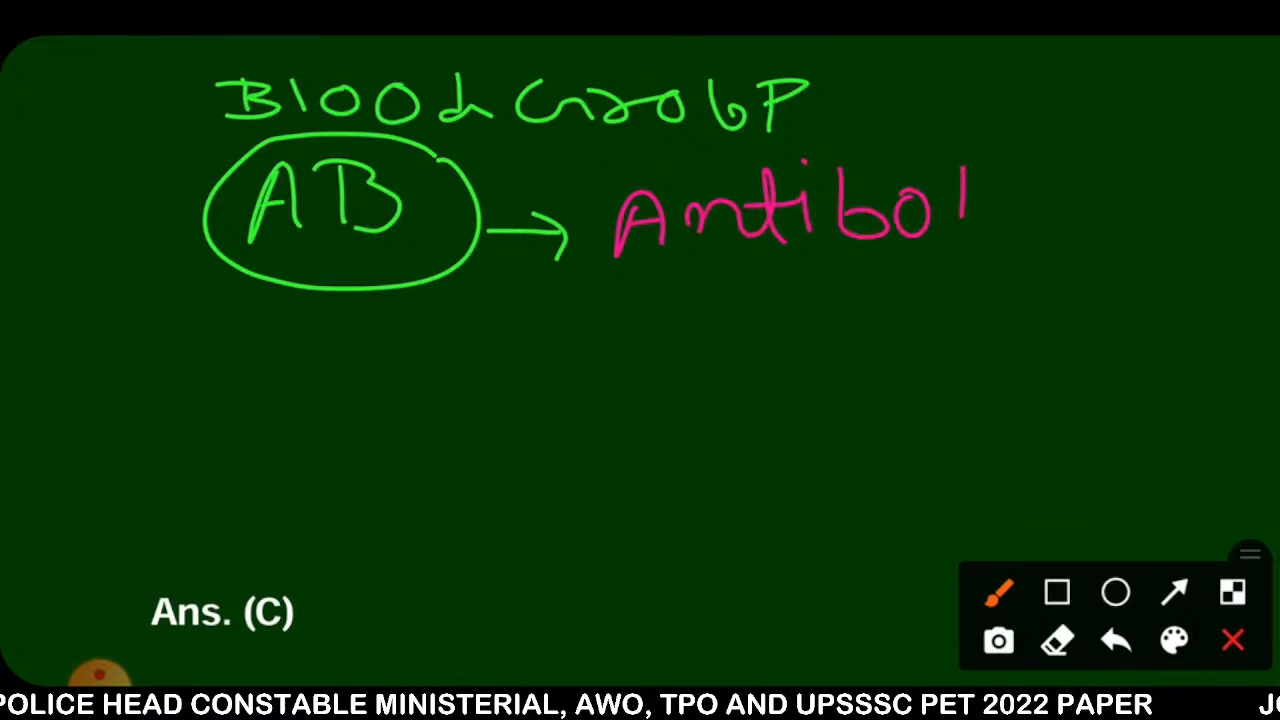 Blood Group
AB → Antibo
Ans. (C)
POLICE HEAD CONSTABLE MINISTERIAL, AWO, TPO AND UPSSSC PET 2022 PAPER